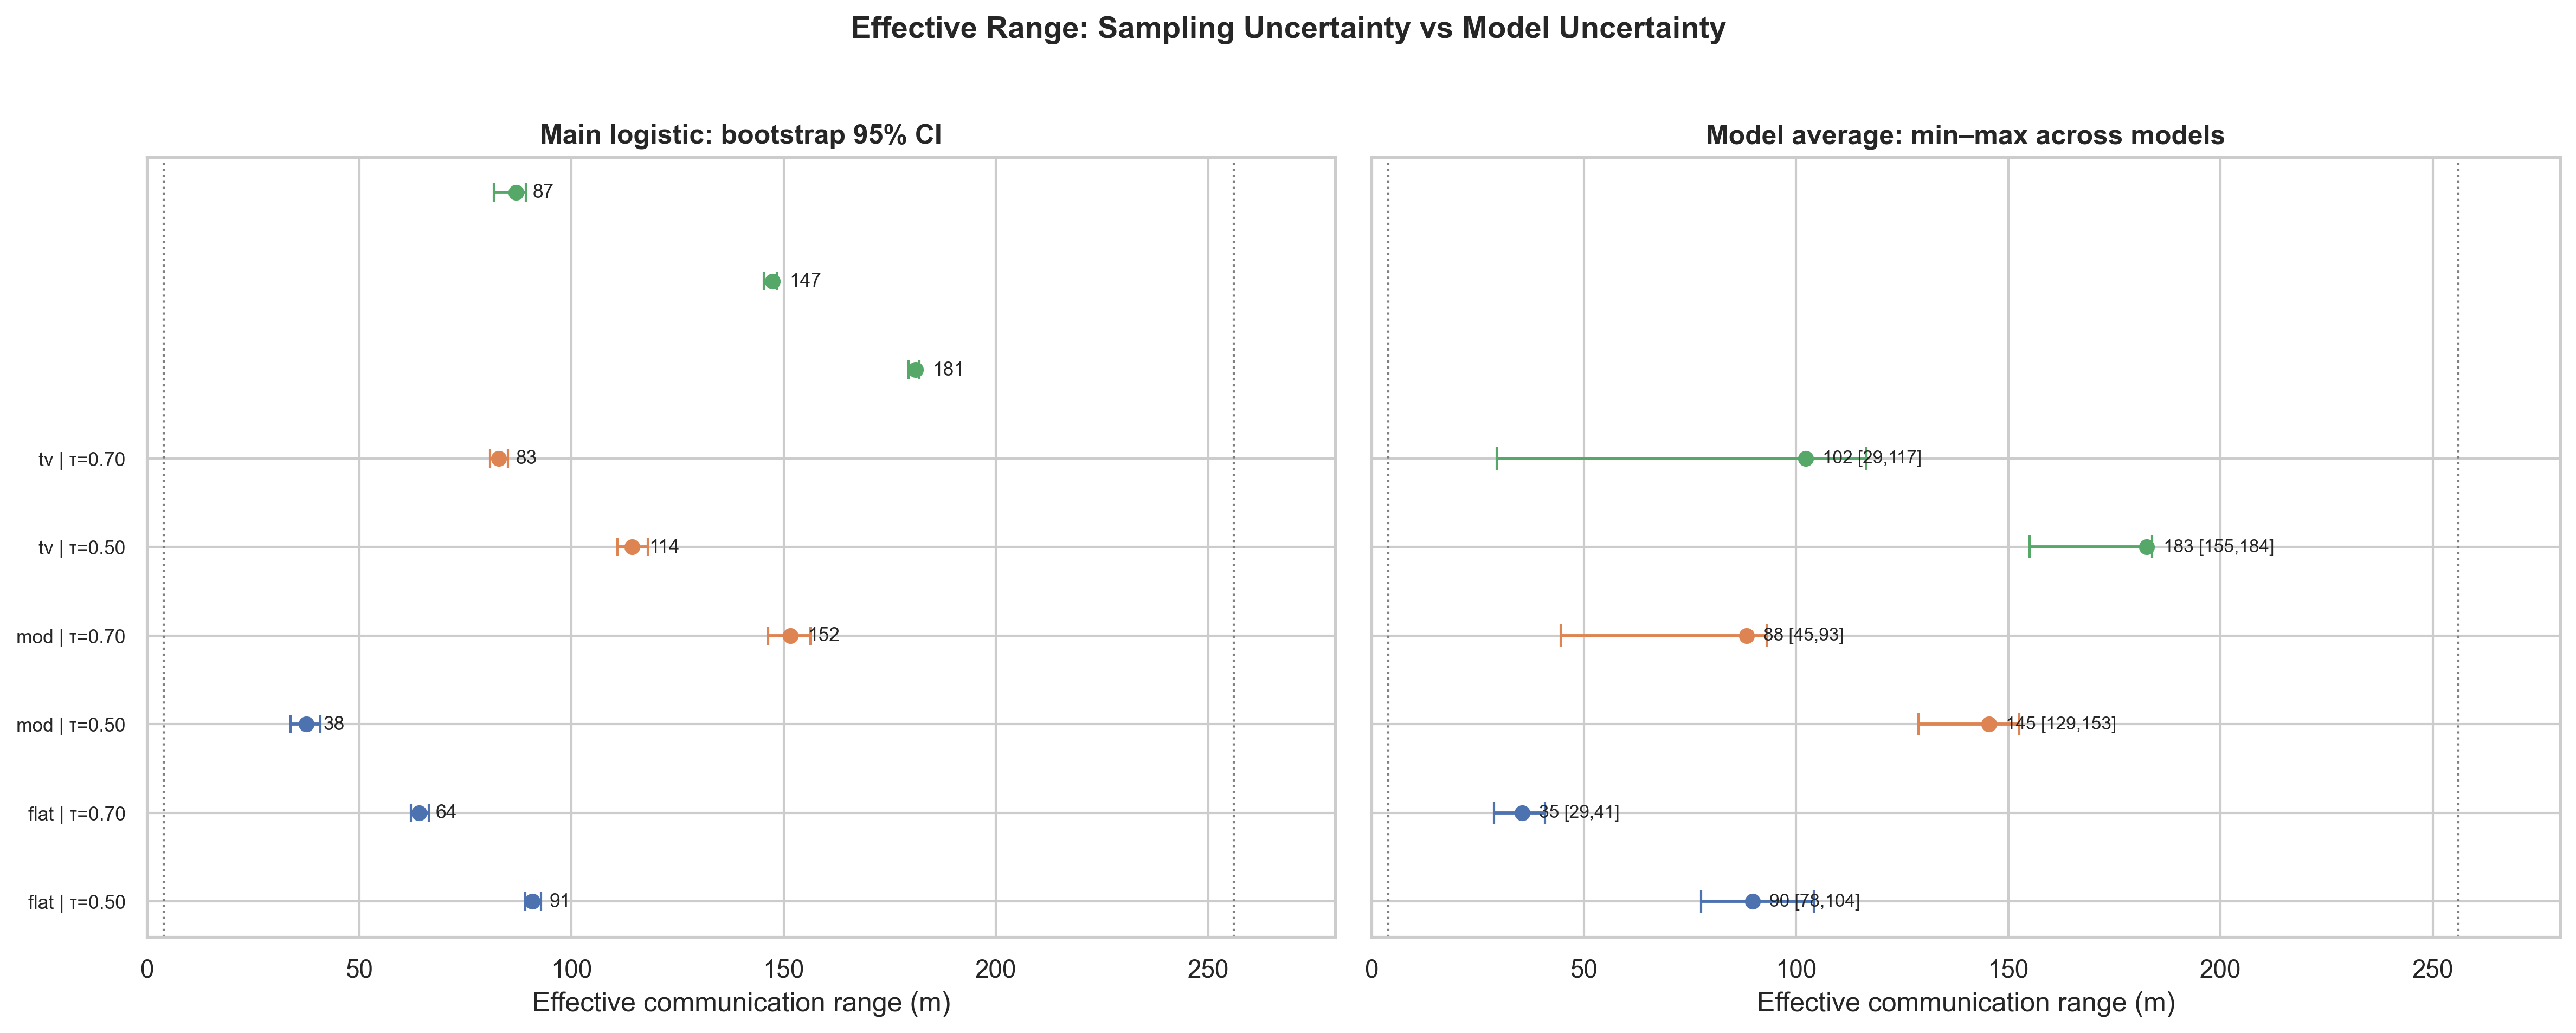 Effective Range: Sampling Uncertainty vs Model Uncertainty
Main logistic: bootstrap 95% CI
87
147
181
tv | τ=0.70
83
tv | τ=0.50
114
mod | τ=0.70
152
mod | τ=0.50
38
flat | τ=0.70
64
flat | τ=0.50
91
0 50 100 150 200 250
Effective communication range (m)
Model average: min–max across models
102 [29,117]
183 [155,184]
88 [45,93]
145 [129,153]
35 [29,41]
90 [78,104]
0 50 100 150 200 250
Effective communication range (m)